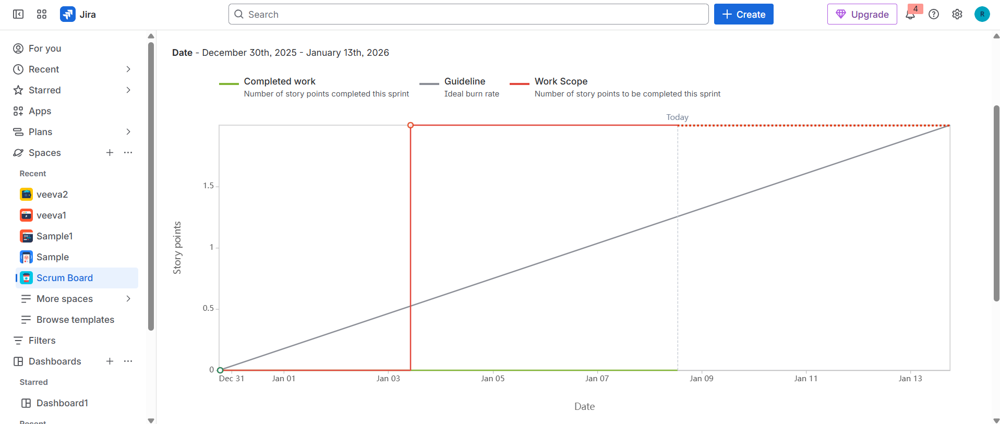 Jira
Search
Create
Upgrade
4
R
For you
Recent
Starred
Apps
Plans
Spaces
Recent
veeva2
veeva1
Sample1
Sample
Scrum Board
More spaces
Browse templates
Filters
Dashboards
Starred
Dashboard1
Recent
Date - December 30th, 2025 - January 13th, 2026
Completed work
Number of story points completed this sprint
Guideline
Ideal burn rate
Work Scope
Number of story points to be completed this sprint
Today
1.5
1
0.5
0
Story points
Dec 31 Jan 01 Jan 03 Jan 05 Jan 07 Jan 09 Jan 11 Jan 13
Date